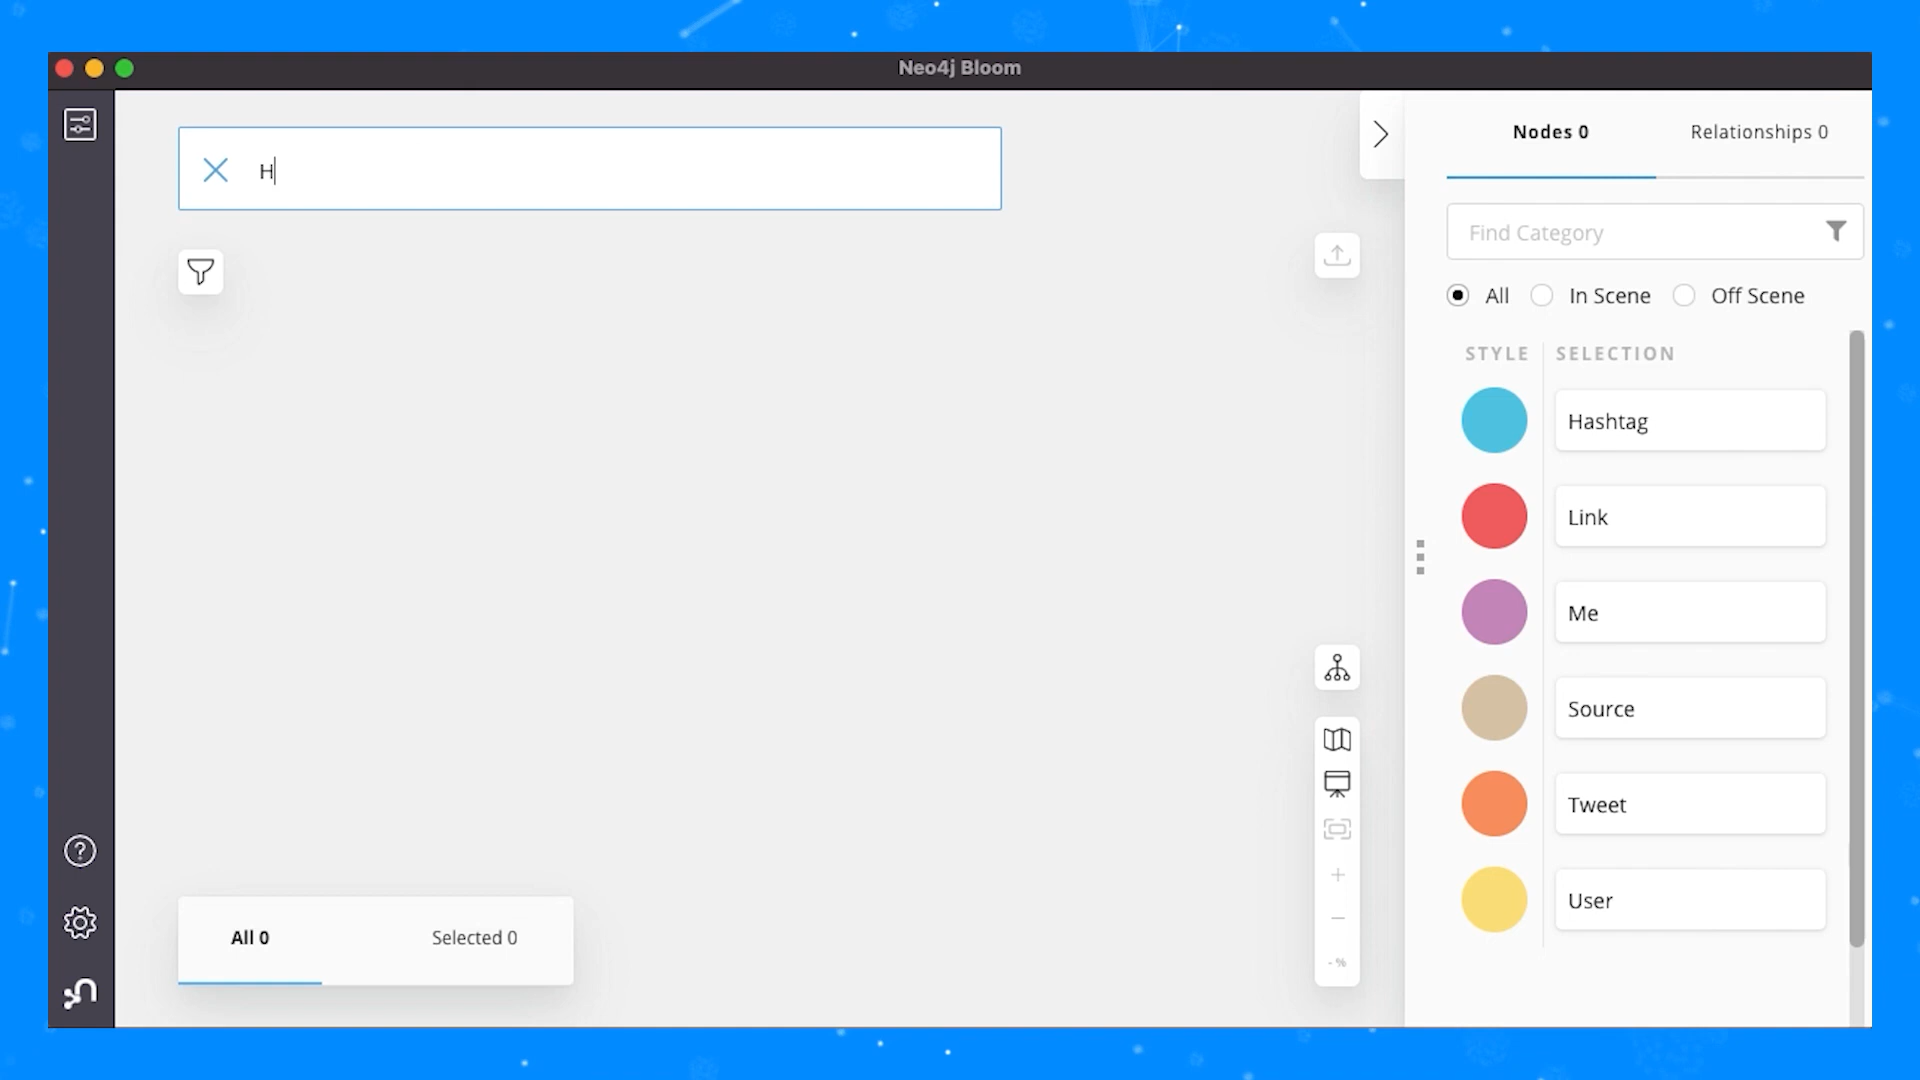 Neo4j Bloom
H
Nodes 0
Relationships 0
Find Category
All
In Scene
Off Scene
STYLE
SELECTION
Hashtag
Link
Me
Source
Tweet
User
All 0
Selected 0
- %